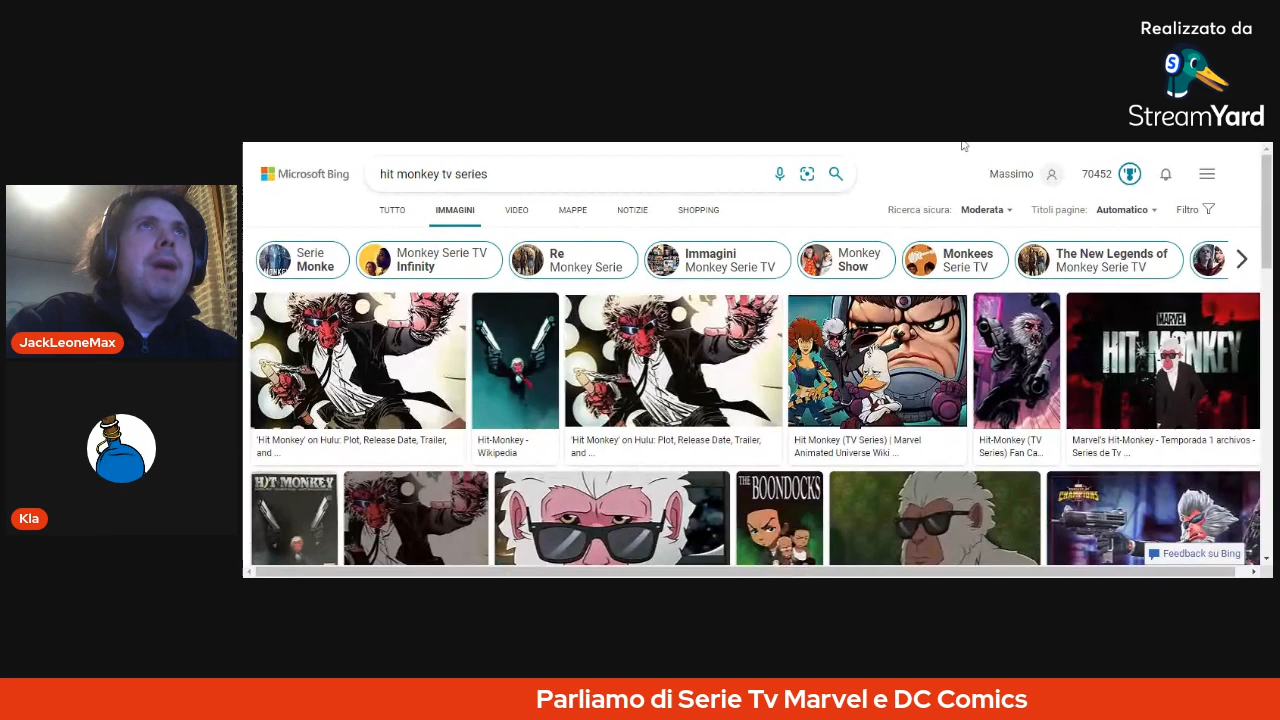 Realizzato da
S
StreamYard
Microsoft Bing
hit monkey tv series
Massimo
70452
TUTTO
IMMAGINI
VIDEO
MAPPE
NOTIZIE
SHOPPING
Ricerca sicura: Moderata
Titoli pagine: Automatico
Filtro
Serie
Monke
Monkey Serie TV
Infinity
Re
Monkey Serie
Immagini
Monkey Serie TV
Monkey
Show
Monkees
Serie TV
The New Legends of
Monkey Serie TV
MARVEL
HIT-MONKEY
'Hit Monkey' on Hulu: Plot, Release Date, Trailer,
and ...
Hit-Monkey -
Wikipedia
'Hit Monkey' on Hulu: Plot, Release Date, Trailer,
and ...
Hit Monkey (TV Series) | Marvel
Animated Universe Wiki ...
Hit-Monkey (TV
Series) Fan Ca...
Marvel's Hit-Monkey - Temporada 1 archivos -
Series de Tv ...
HIT MONKEY
THE BOONDOCKS
CHAMPIONS
Feedback su Bing
JackLeoneMax
Kla
Parliamo di Serie Tv Marvel e DC Comics